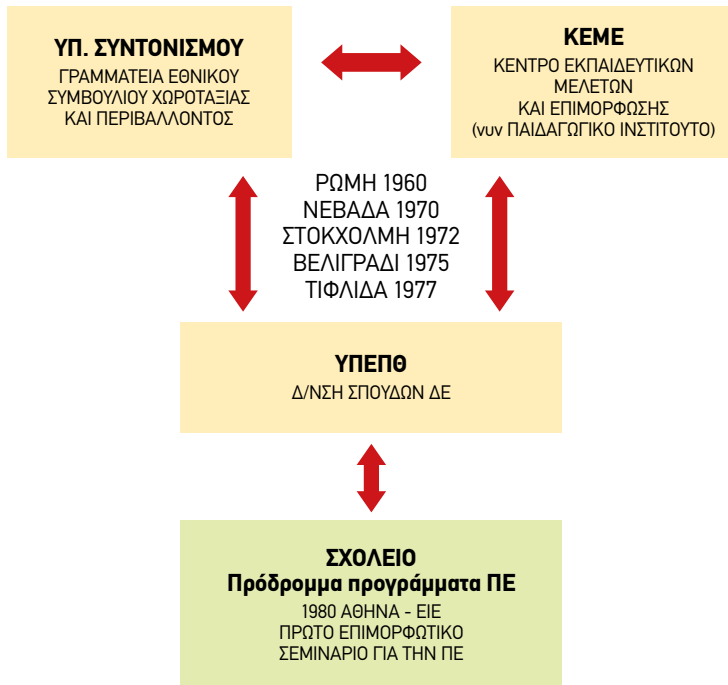 ΥΠ. ΣΥΝΤΟΝΙΣΜΟΥ
ΓΡΑΜΜΑΤΕΙΑ ΕΘΝΙΚΟΥ
ΣΥΜΒΟΥΛΙΟΥ ΧΩΡΟΤΑΞΙΑΣ
ΚΑΙ ΠΕΡΙΒΑΛΛΟΝΤΟΣ
ΚΕΜΕ
ΚΕΝΤΡΟ ΕΚΠΑΙΔΕΥΤΙΚΩΝ
ΜΕΛΕΤΩΝ
ΚΑΙ ΕΠΙΜΟΡΦΩΣΗΣ
(νυν ΠΑΙΔΑΓΩΓΙΚΟ ΙΝΣΤΙΤΟΥΤΟ)
ΡΩΜΗ 1960
ΝΕΒΑΔΑ 1970
ΣΤΟΚΧΟΛΜΗ 1972
ΒΕΛΙΓΡΑΔΙ 1975
ΤΙΦΛΙΔΑ 1977
ΥΠΕΠΘ
Δ/ΝΣΗ ΣΠΟΥΔΩΝ ΔΕ
ΣΧΟΛΕΙΟ
Πρόδρομμα προγράμματα ΠΕ
1980 ΑΘΗΝΑ - ΕΙΕ
ΠΡΩΤΟ ΕΠΙΜΟΡΦΩΤΙΚΟ
ΣΕΜΙΝΑΡΙΟ ΓΙΑ ΤΗΝ ΠΕ